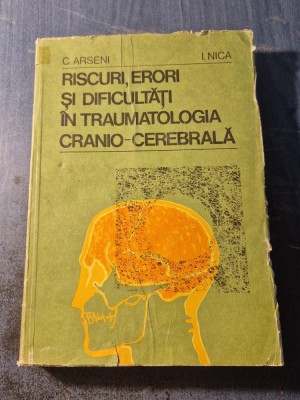 C. ARSENI I. NICA
RISCURI, ERORI
ȘI DIFICULTĂȚI
ÎN TRAUMATOLOGIA
CRANIO-CEREBRALĂ